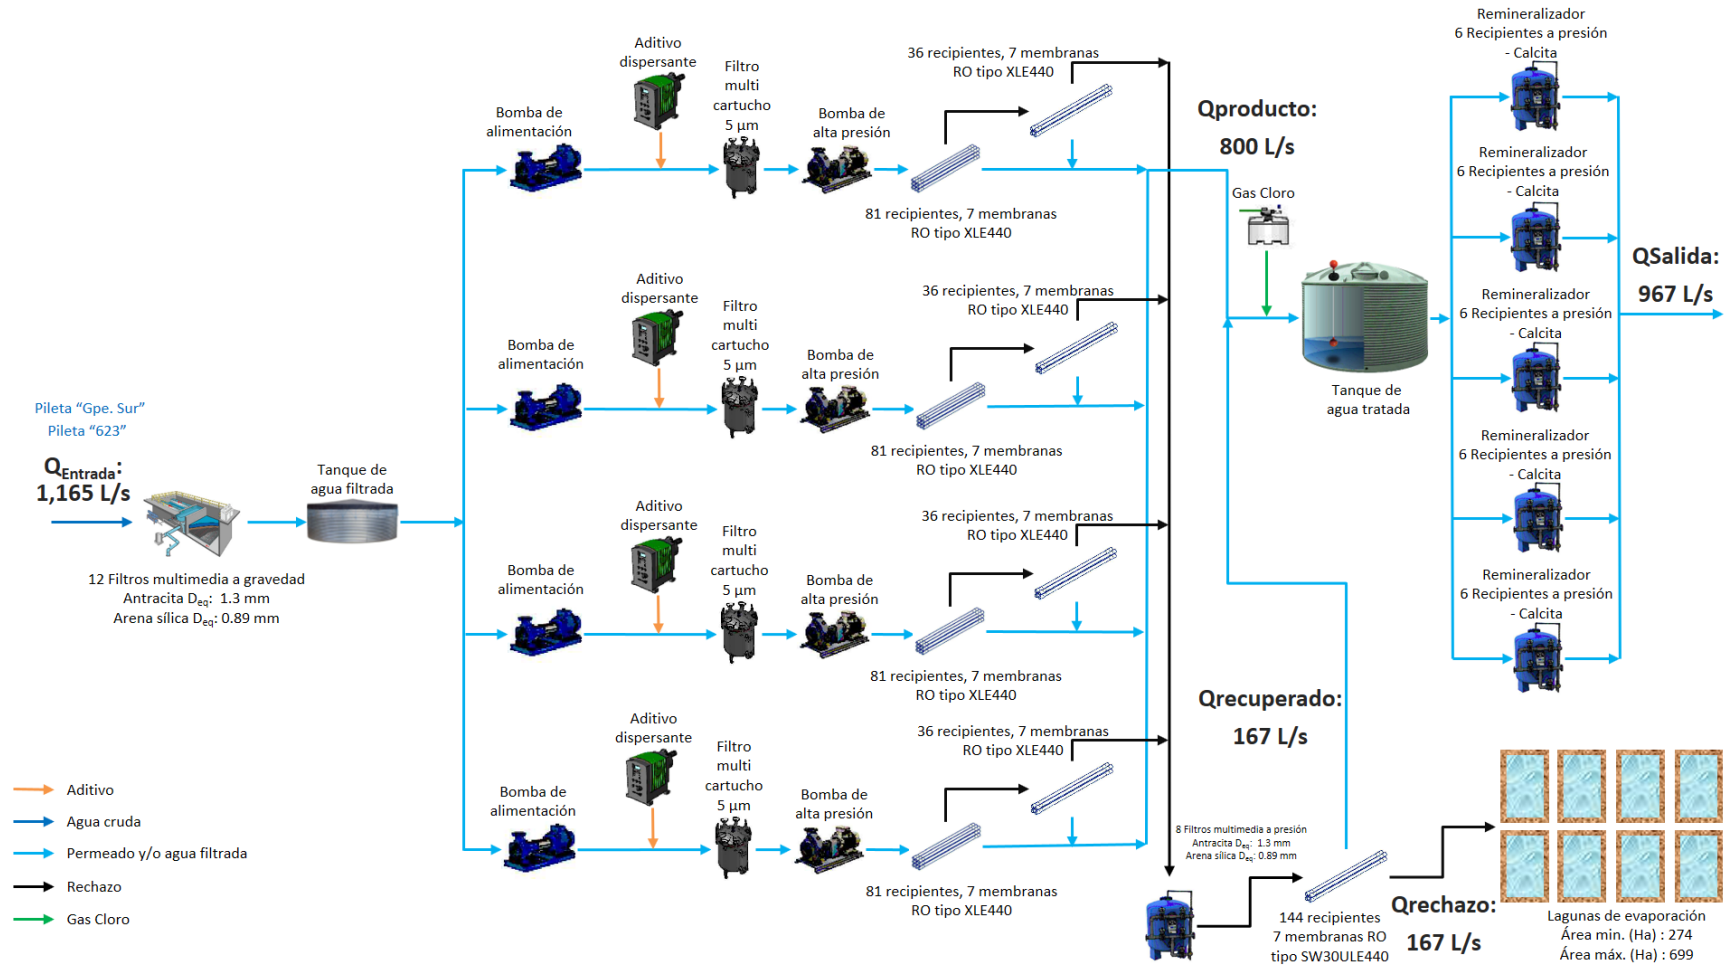 Remineralizador
6 Recipientes a presión
- Calcita
Aditivo
dispersante
Filtro
multi
cartucho
5 µm
36 recipientes, 7 membranas
RO tipo XLE440
Bomba de
alimentación
Bomba de
alta presión
81 recipientes, 7 membranas
RO tipo XLE440
Qproducto:
800 L/s
Gas Cloro
Remineralizador
6 Recipientes a presión
- Calcita
Aditivo
dispersante
Filtro
multi
cartucho
5 µm
36 recipientes, 7 membranas
RO tipo XLE440
Bomba de
alimentación
Bomba de
alta presión
81 recipientes, 7 membranas
RO tipo XLE440
QSalida:
967 L/s
Remineralizador
6 Recipientes a presión
- Calcita
Tanque de
agua tratada
Pileta “Gpe. Sur”
Pileta “623”
QEntrada:
1,165 L/s
Tanque de
agua filtrada
12 Filtros multimedia a gravedad
Antracita Deq: 1.3 mm
Arena sílica Deq: 0.89 mm
Aditivo
dispersante
Filtro
multi
cartucho
5 µm
36 recipientes, 7 membranas
RO tipo XLE440
Bomba de
alimentación
Bomba de
alta presión
81 recipientes, 7 membranas
RO tipo XLE440
Remineralizador
6 Recipientes a presión
- Calcita
Remineralizador
6 Recipientes a presión
- Calcita
Aditivo
dispersante
Filtro
multi
cartucho
5 µm
36 recipientes, 7 membranas
RO tipo XLE440
Bomba de
alimentación
Bomba de
alta presión
81 recipientes, 7 membranas
RO tipo XLE440
Qrecuperado:
167 L/s
8 Filtros multimedia a presión
Antracita Deq: 1.3 mm
Arena sílica Deq: 0.89 mm
144 recipientes
7 membranas RO
tipo SW30ULE440
Qrechazo:
167 L/s
Lagunas de evaporación
Área min. (Ha) : 274
Área máx. (Ha) : 699
Aditivo
Agua cruda
Permeado y/o agua filtrada
Rechazo
Gas Cloro